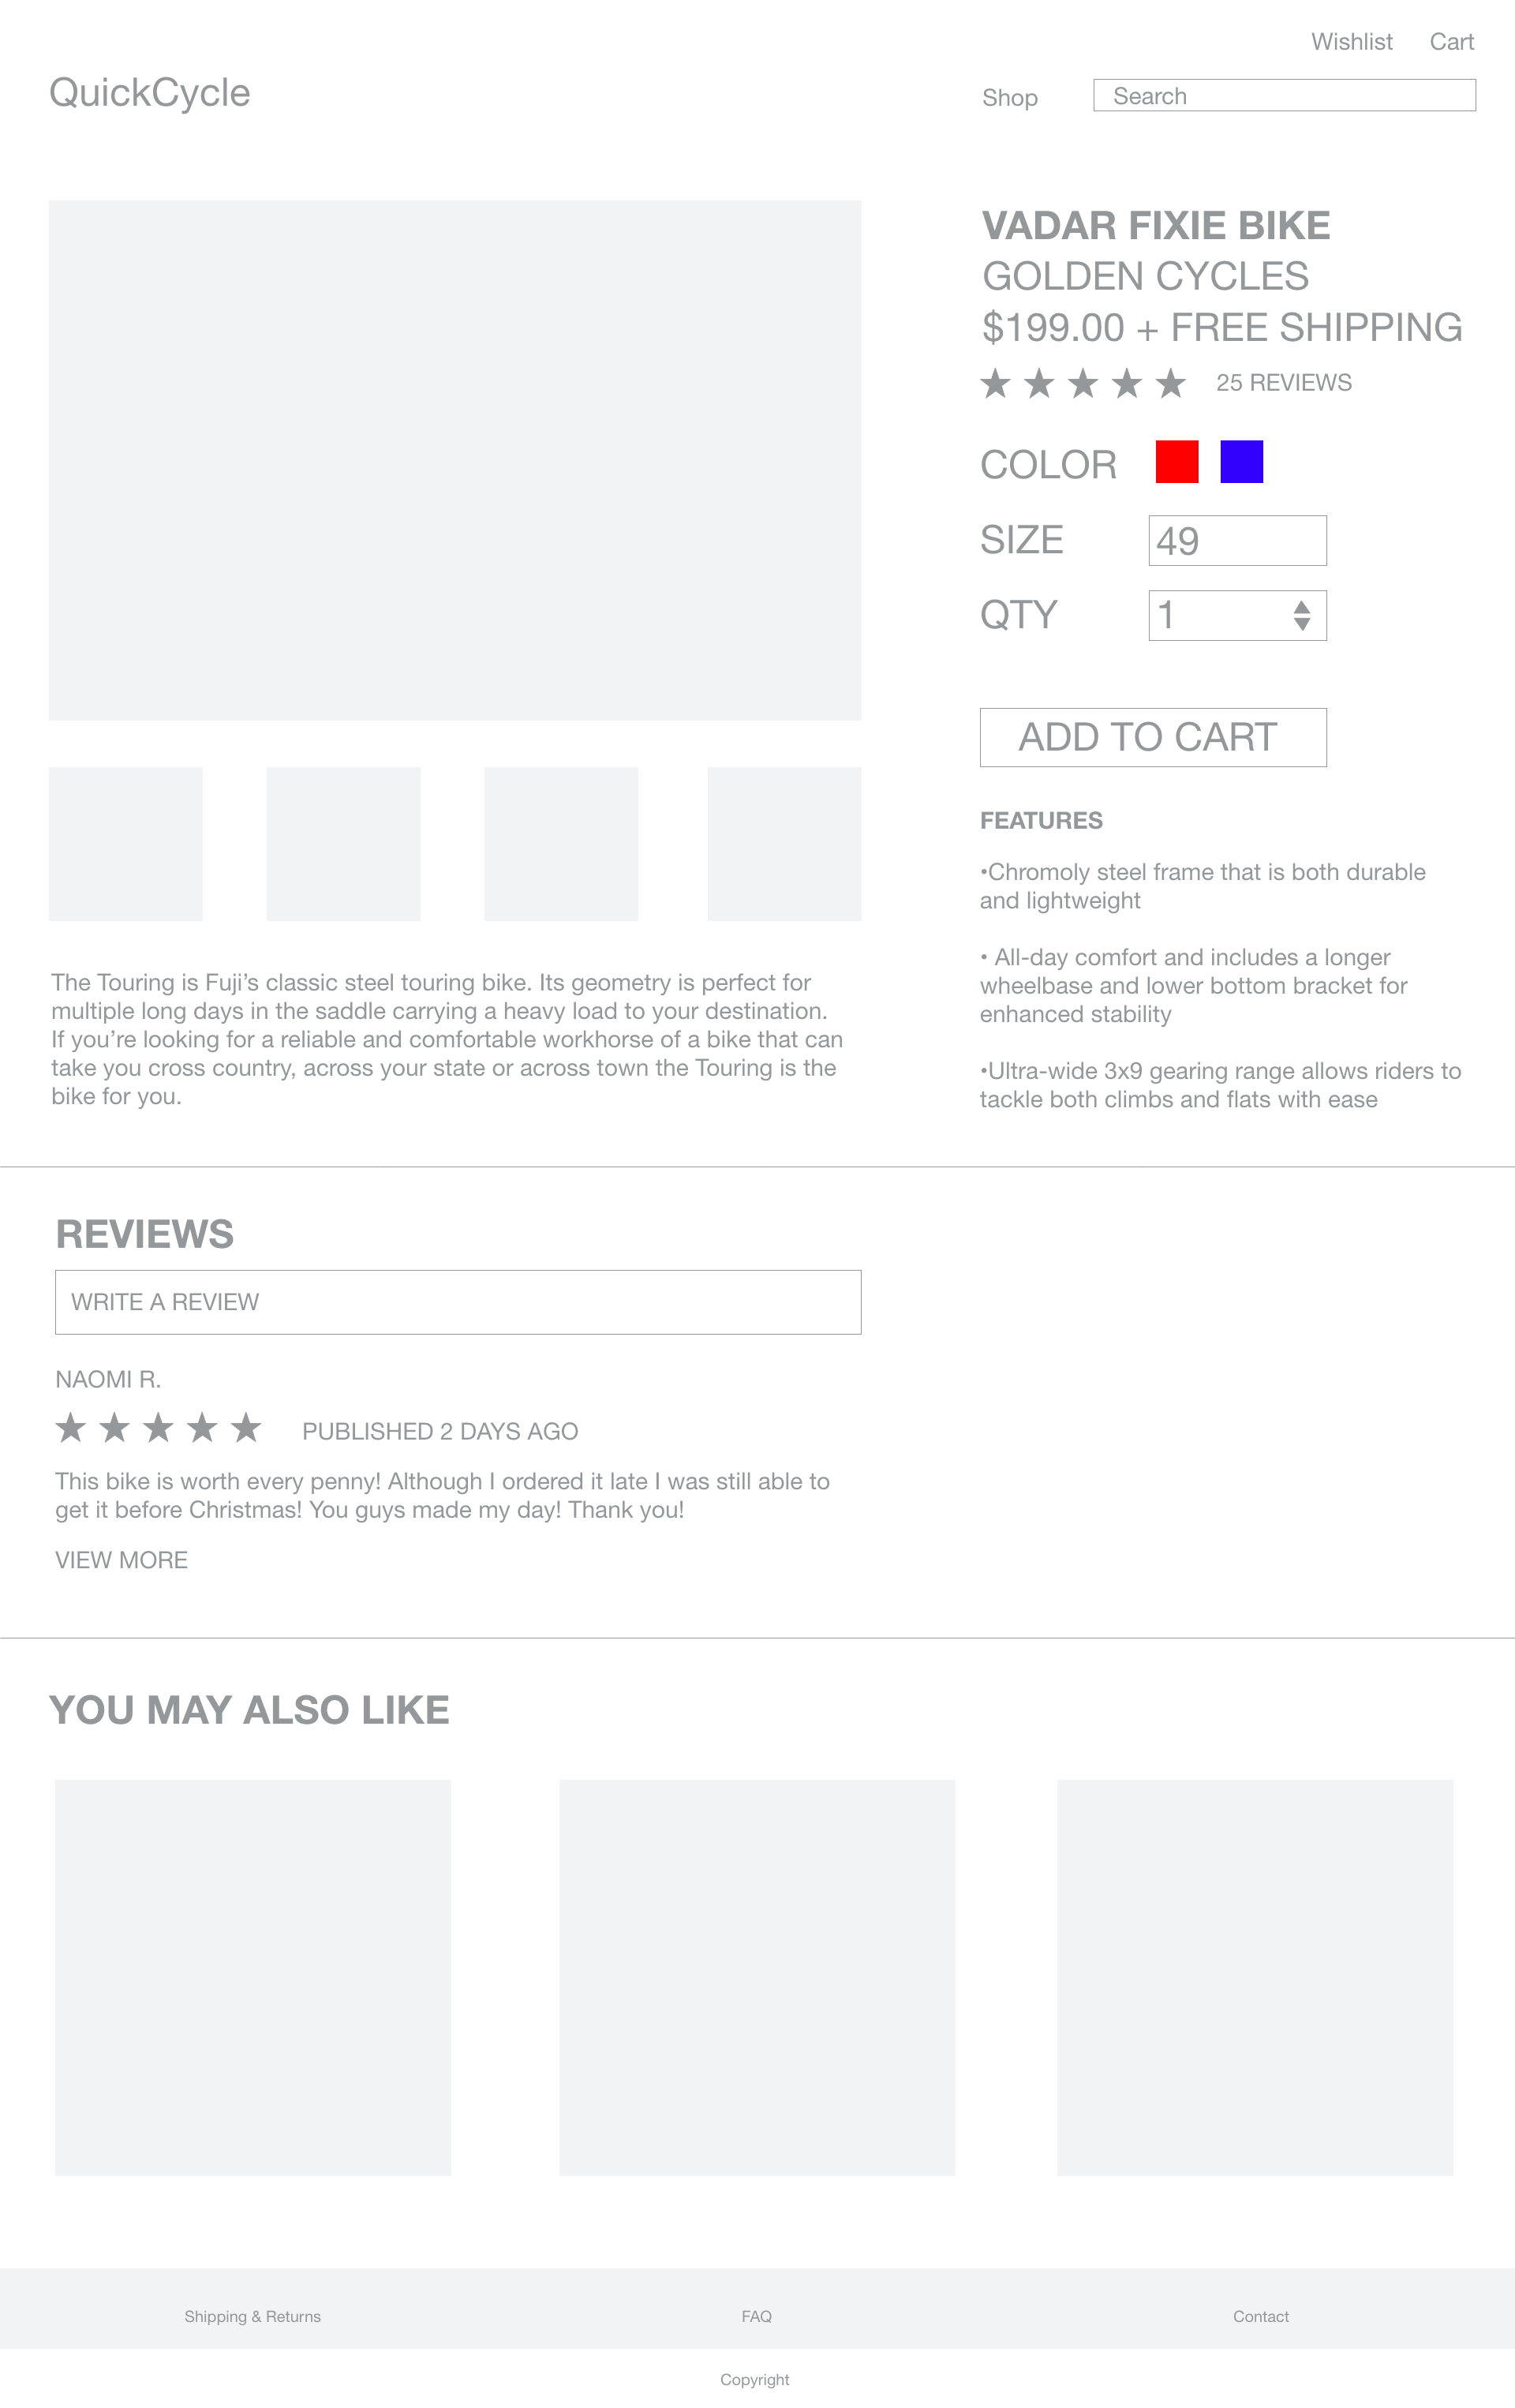 Wishlist Cart
QuickCycle
Shop
Search
VADAR FIXIE BIKE
GOLDEN CYCLES
$199.00 + FREE SHIPPING
25 REVIEWS
COLOR
SIZE
49
QTY
1
ADD TO CART
FEATURES
•Chromoly steel frame that is both durable
and lightweight
• All-day comfort and includes a longer
wheelbase and lower bottom bracket for
enhanced stability
•Ultra-wide 3x9 gearing range allows riders to
tackle both climbs and flats with ease
The Touring is Fuji’s classic steel touring bike. Its geometry is perfect for
multiple long days in the saddle carrying a heavy load to your destination.
If you’re looking for a reliable and comfortable workhorse of a bike that can
take you cross country, across your state or across town the Touring is the
bike for you.
REVIEWS
WRITE A REVIEW
NAOMI R.
PUBLISHED 2 DAYS AGO
This bike is worth every penny! Although I ordered it late I was still able to
get it before Christmas! You guys made my day! Thank you!
VIEW MORE
YOU MAY ALSO LIKE
Shipping & Returns
FAQ
Contact
Copyright